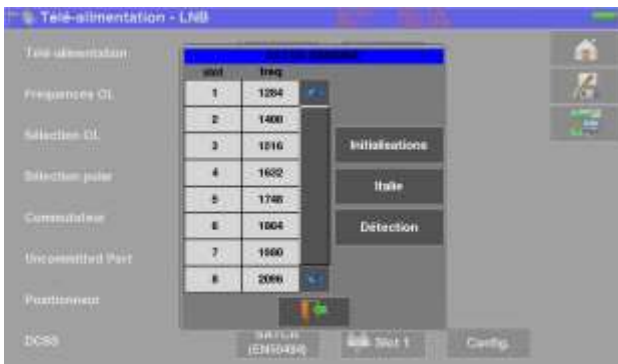 Télé-alimentation - LNB
Télé-alimentation
slot freq
1 1284
Fréquences OL
2 1400
Sélection OL
3 1516
Initialisations
Sélection polar
4 1632
Italie
5 1748
Commutateur
6 1864
Détection
Uncommitted Port
7 1980
8 2096
Positionneur
DCSS
SATCR
(EN50494)
Slot 1
Config.